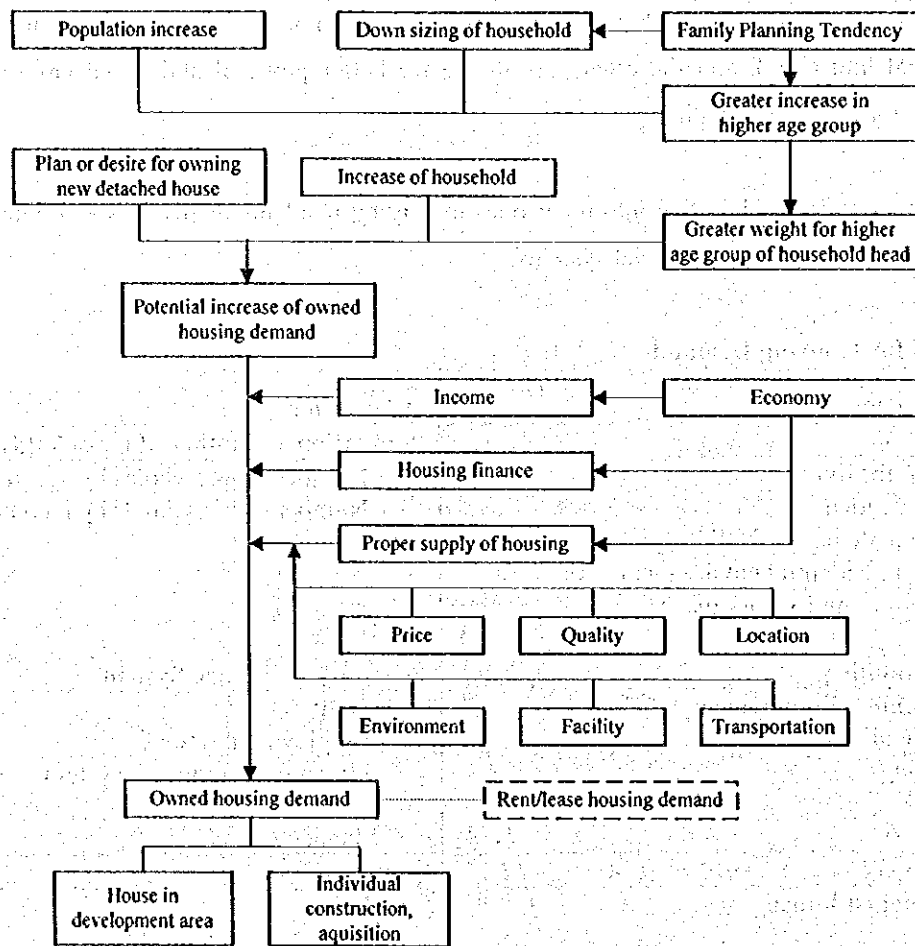 Population increase
Down sizing of household
Family Planning Tendency
Greater increase in
higher age group
Plan or desire for owning
new detached house
Increase of household
Greater weight for higher
age group of household head
Potential increase of owned
housing demand
Income
Economy
Housing finance
Proper supply of housing
Price
Quality
Location
Environment
Facility
Transportation
Owned housing demand
Rent/lease housing demand
House in
development area
Individual
construction,
aquisition